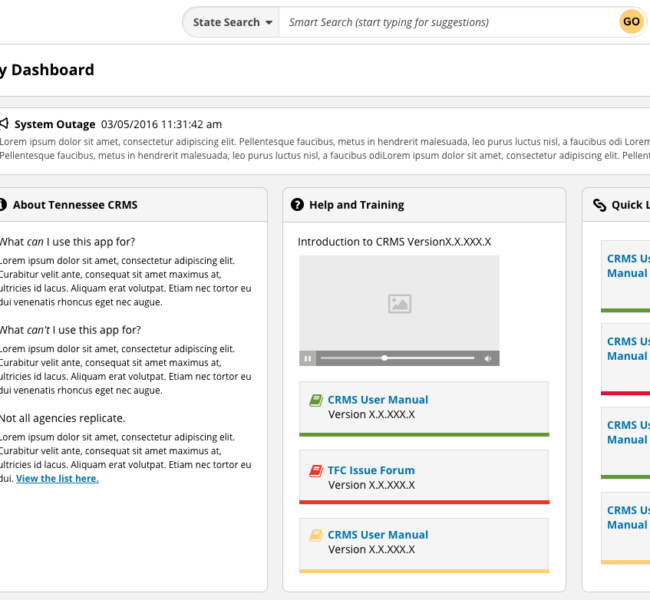 State Search Smart Search (start typing for suggestions) GO
y Dashboard
System Outage 03/05/2016 11:31:42 am
Lorem ipsum dolor sit amet, consectetur adipiscing elit. Pellentesque faucibus, metus in hendrerit malesuada, leo purus luctus nisl, a faucibus odi Lorem
Pellentesque faucibus, metus in hendrerit malesuada, leo purus luctus nisl, a faucibus odiLorem ipsum dolor sit amet, consectetur adipiscing elit. Pellent
About Tennessee CRMS
What can I use this app for?
Lorem ipsum dolor sit amet, consectetur adipiscing elit.
Curabitur velit ante, consequat sit amet maximus at,
ultricies id lacus. Aliquam erat volutpat. Etiam nec tortor eu
dui venenatis rhoncus eget nec augue.
What can't I use this app for?
Lorem ipsum dolor sit amet, consectetur adipiscing elit.
Curabitur velit ante, consequat sit amet maximus at,
ultricies id lacus. Aliquam erat volutpat. Etiam nec tortor eu
dui venenatis rhoncus eget nec augue.
Not all agencies replicate.
Lorem ipsum dolor sit amet, consectetur adipiscing elit.
Curabitur velit ante, consequat sit amet maximus at,
ultricies id lacus. Aliquam erat volutpat. Etiam nec tortor eu
dui. View the list here.
Help and Training
Introduction to CRMS VersionX.X.XXX.X
CRMS User Manual
Version X.X.XXX.X
TFC Issue Forum
Version X.X.XXX.X
CRMS User Manual
Version X.X.XXX.X
Quick L
CRMS Us
Manual
CRMS Us
Manual
CRMS Us
Manual
CRMS Us
Manual